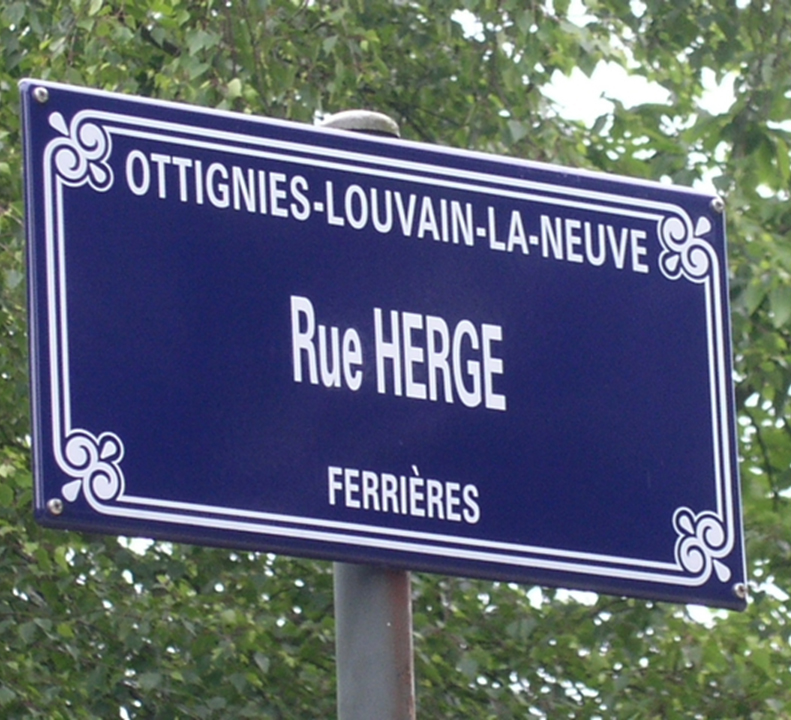 OTTIGNIES-LOUVAIN-LA-NEUVE
Rue HERGE
FERRIÈRES